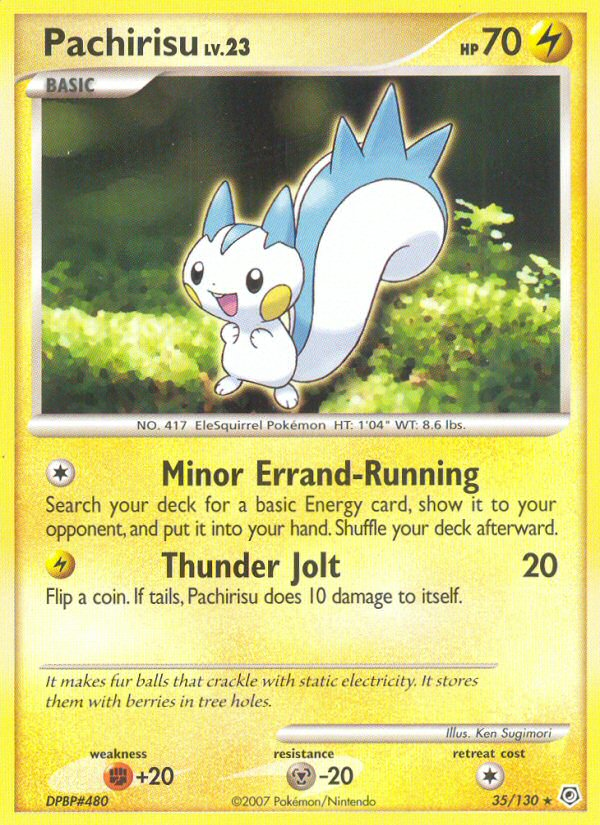 Pachirisu LV.23 HP 70
BASIC
NO. 417 EleSquirrel Pokémon HT: 1'04" WT: 8.6 lbs.
Minor Errand-Running
Search your deck for a basic Energy card, show it to your
opponent, and put it into your hand. Shuffle your deck afterward.
Thunder Jolt 20
Flip a coin. If tails, Pachirisu does 10 damage to itself.
It makes fur balls that crackle with static electricity. It stores
them with berries in tree holes.
Illus. Ken Sugimori
weakness resistance retreat cost
+20 -20
DPBP#480 ©2007 Pokémon/Nintendo 35/130 ★